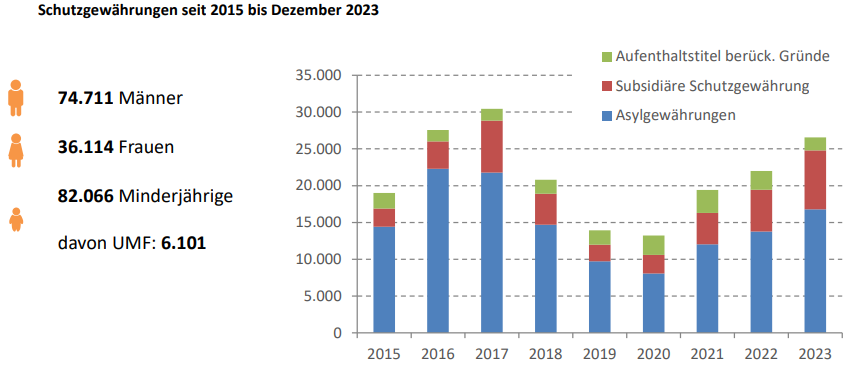 Schutzgewährungen seit 2015 bis Dezember 2023
74.711 Männer
36.114 Frauen
82.066 Minderjährige
davon UMF: 6.101
Aufenthaltstitel berück. Gründe
Subsidiäre Schutzgewährung
Asylgewährungen
35.000
30.000
25.000
20.000
15.000
10.000
5.000
0
2015 2016 2017 2018 2019 2020 2021 2022 2023